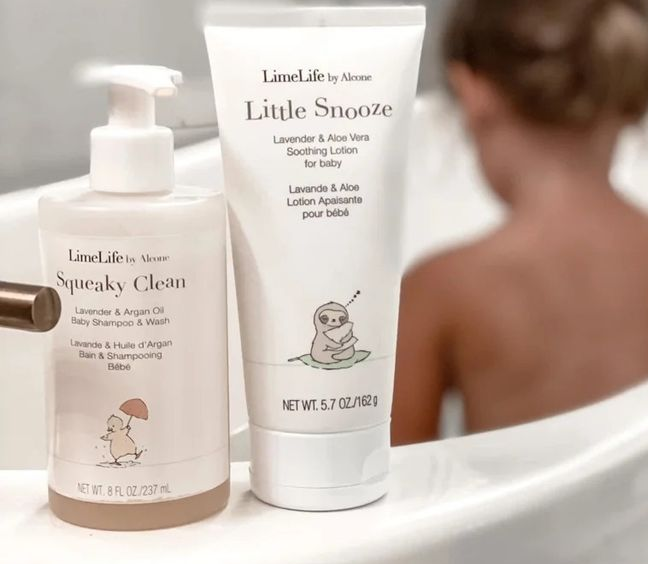 LimeLife by Alcone
Squeaky Clean
Lavender & Argan Oil
Baby Shampoo & Wash
Lavande & Huile d'Argan
Bain & Shampooing
Bébé
NET WT. 8 FL OZ./237 mL
LimeLife by Alcone
Little Snooze
Lavender & Aloe Vera
Soothing Lotion
for baby
Lavande & Aloe
Lotion Apaisante
pour bébé
NET WT. 5.7 OZ./162 g